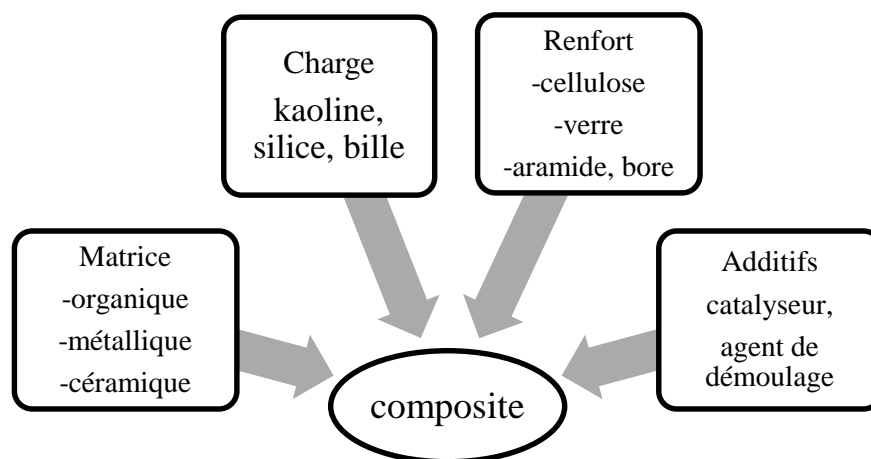 Charge
kaoline,
silice, bille
Renfort
-cellulose
-verre
-aramide, bore
Matrice
-organique
-métallique
-céramique
Additifs
catalyseur,
agent de
démoulage
composite